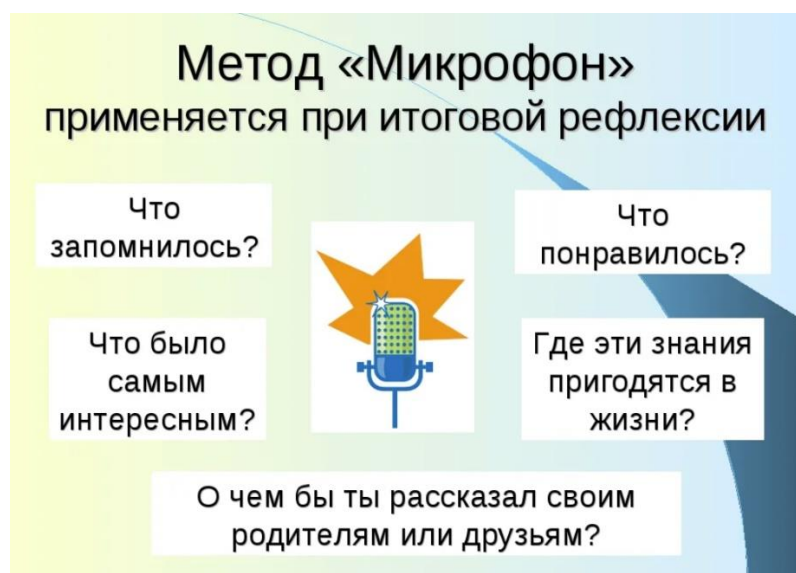 Метод «Микрофон»
применяется при итоговой рефлексии
Что
запомнилось?
Что
понравилось?
Что было
самым
интересным?
Где эти знания
пригодятся в
жизни?
О чем бы ты рассказал своим
родителям или друзьям?